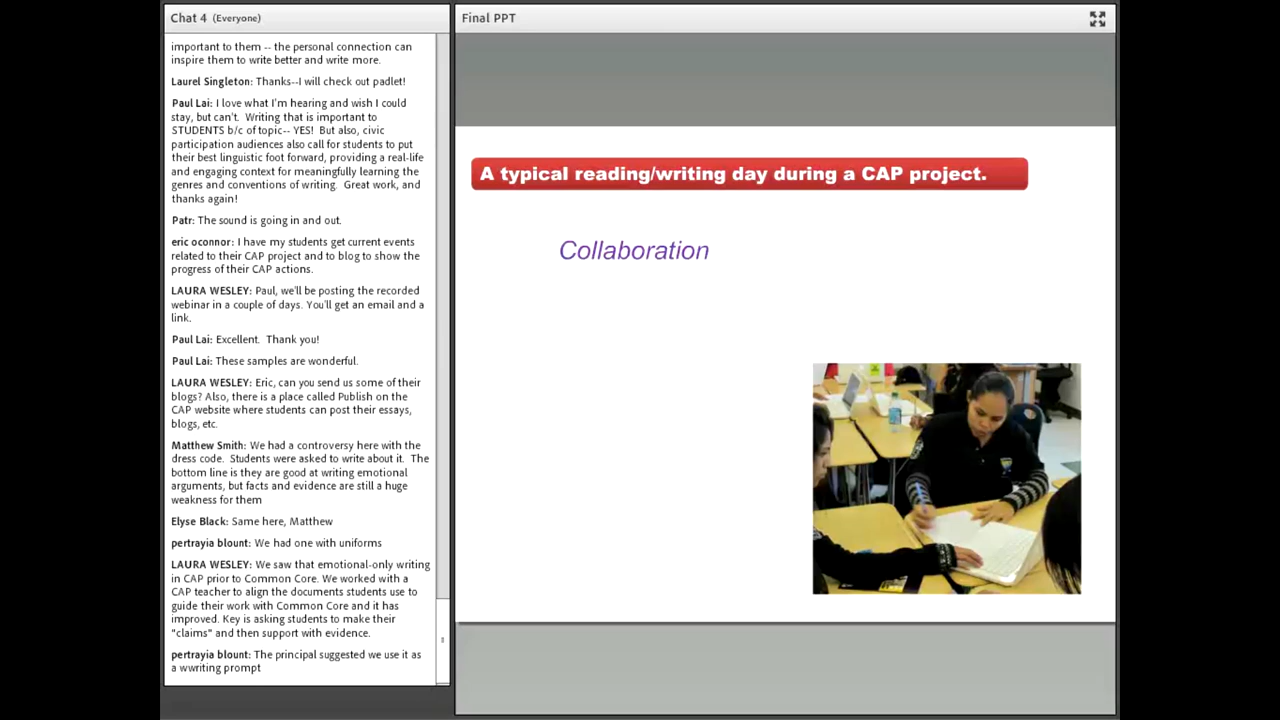 Chat 4 (Everyone)
important to them -- the personal connection can
inspire them to write better and write more.
Laurel Singleton: Thanks--I will check out padlet!
Paul Lai: I love what I'm hearing and wish I could
stay, but can't.  Writing that is important to
STUDENTS b/c of topic-- YES!  But also, civic
participation audiences also call for students to put
their best linguistic foot forward, providing a real-life
and engaging context for meaningfully learning the
genres and conventions of writing.  Great work, and
thanks again!
Patr: The sound is going in and out.
eric oconnor: I have my students get current events
related to their CAP project and to blog to show the
progress of their CAP actions.
LAURA WESLEY: Paul, we'll be posting the recorded
webinar in a couple of days. You'll get an email and a
link.
Paul Lai: Excellent.  Thank you!
Paul Lai: These samples are wonderful.
LAURA WESLEY: Eric, can you send us some of their
blogs? Also, there is a place called Publish on the
CAP website where students can post their essays,
blogs, etc.
Matthew Smith: We had a controversy here with the
dress code.  Students were asked to write about it.  The
bottom line is they are good at writing emotional
arguments, but facts and evidence are still a huge
weakness for them
Elyse Black: Same here, Matthew
pertrayia blount: We had one with uniforms
LAURA WESLEY: We saw that emotional-only writing
in CAP prior to Common Core. We worked with a
CAP teacher to align the documents students use to
guide their work with Common Core and it has
improved. Key is asking students to make their
"claims" and then support with evidence.
pertrayia blount: The principal suggested we use it as
a wwriting prompt
Final PPT
A typical reading/writing day during a CAP project.
Collaboration